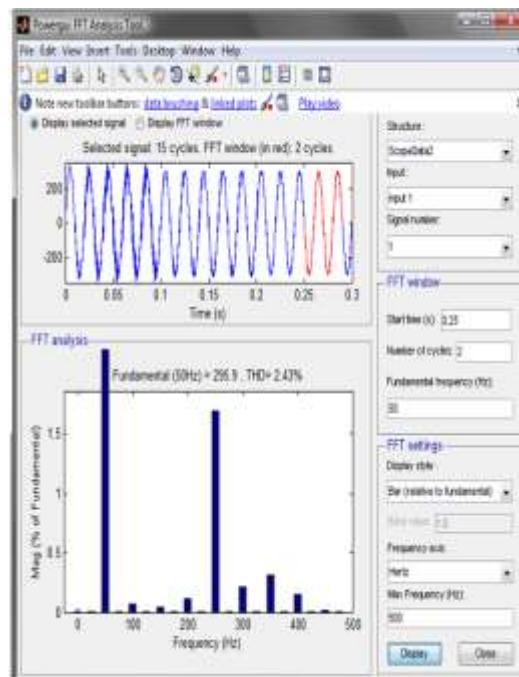 Powergui FFT Analysis Tool.
File Edit View Insert Tools Desktop Window Help
Note new toolbar buttons: data brushing & linked plots Play video
Display selected signal Display FFT window
Selected signal: 15 cycles. FFT window (in red): 2 cycles
200
0
-200
0 0.05 0.1 0.15 0.2 0.25 0.3
Time (s)
FFT analysis
Fundamental (50Hz) = 295.9 , THD= 2.43%
Mag (% of Fundamental)
1.5
1
0.5
0
0 100 200 300 400 500
Frequency (Hz)
Structure :
ScopeData2
Input :
input 1
Signal number:
1
FFT window
Start time (s): 0.25
Number of cycles: 2
Fundamental frequency (Hz):
50
FFT settings
Display style :
Bar (relative to fundamental)
1.0
Frequency axis:
Hertz
Max Frequency (Hz):
500
Display Close